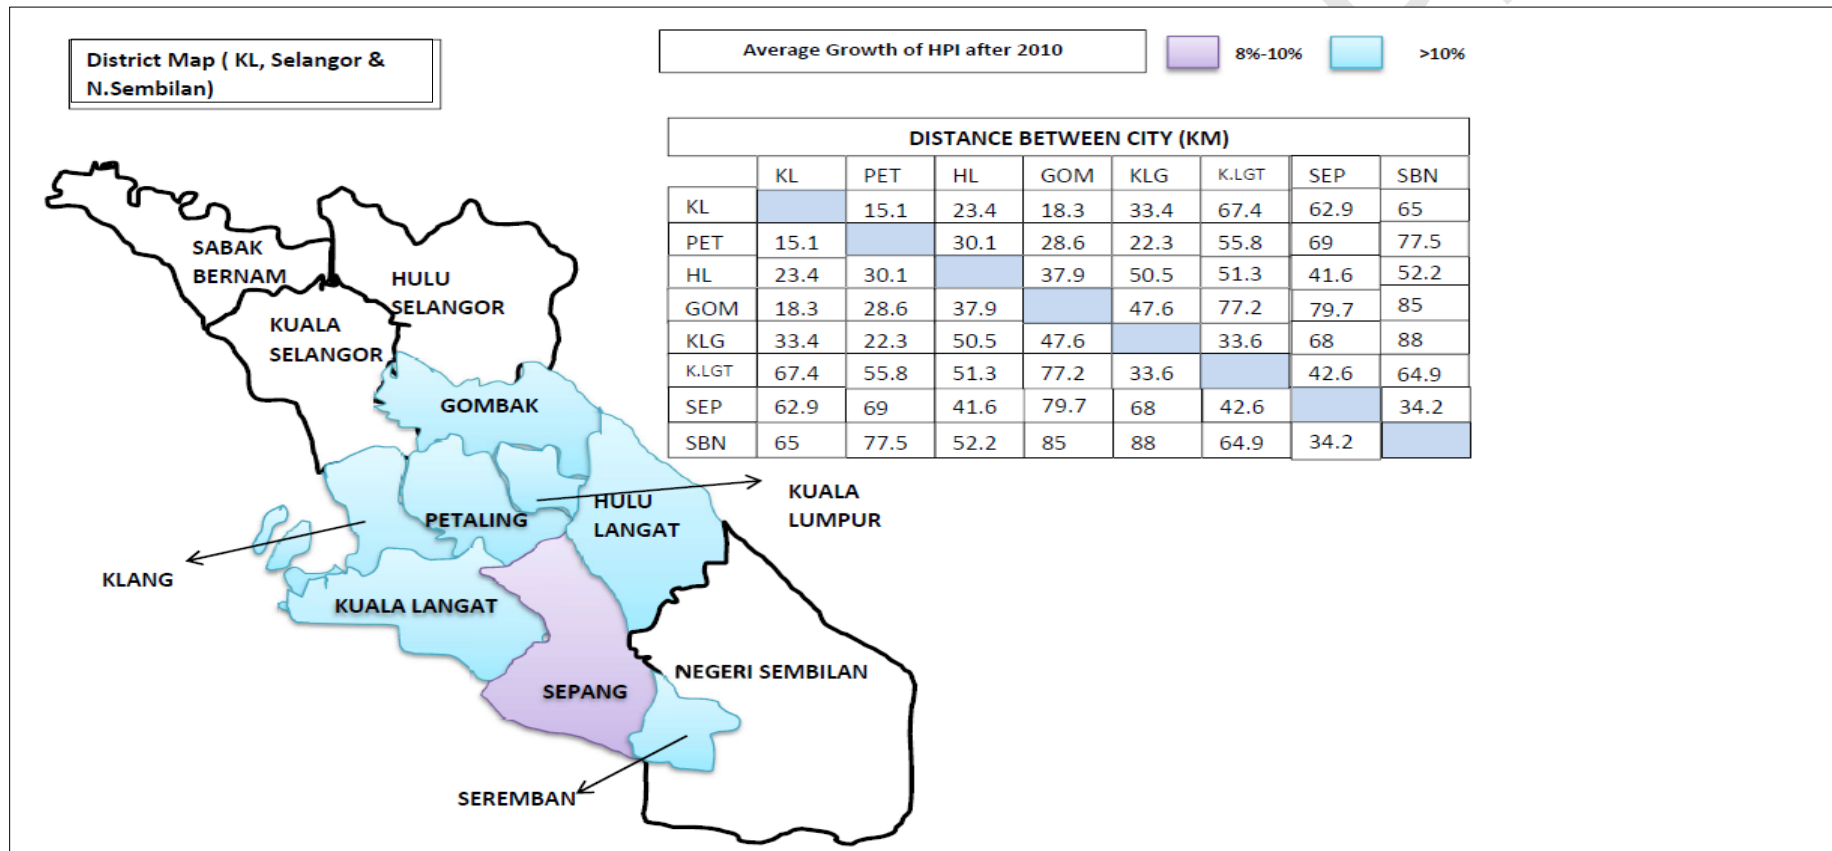 District Map ( KL, Selangor &
N.Sembilan)
Average Growth of HPI after 2010
8%-10%
>10%
DISTANCE BETWEEN CITY (KM)
KL PET HL GOM KLG K.LGT SEP SBN
KL 15.1 23.4 18.3 33.4 67.4 62.9 65
PET 15.1 30.1 28.6 22.3 55.8 69 77.5
HL 23.4 30.1 37.9 50.5 51.3 41.6 52.2
GOM 18.3 28.6 37.9 47.6 77.2 79.7 85
KLG 33.4 22.3 50.5 47.6 33.6 68 88
K.LGT 67.4 55.8 51.3 77.2 33.6 42.6 64.9
SEP 62.9 69 41.6 79.7 68 42.6 34.2
SBN 65 77.5 52.2 85 88 64.9 34.2
SABAK
BERNAM
HULU
SELANGOR
KUALA
SELANGOR
GOMBAK
PETALING
HULU
LANGAT
KUALA
LUMPUR
KLANG
KUALA LANGAT
SEPANG
NEGERI SEMBILAN
SEREMBAN